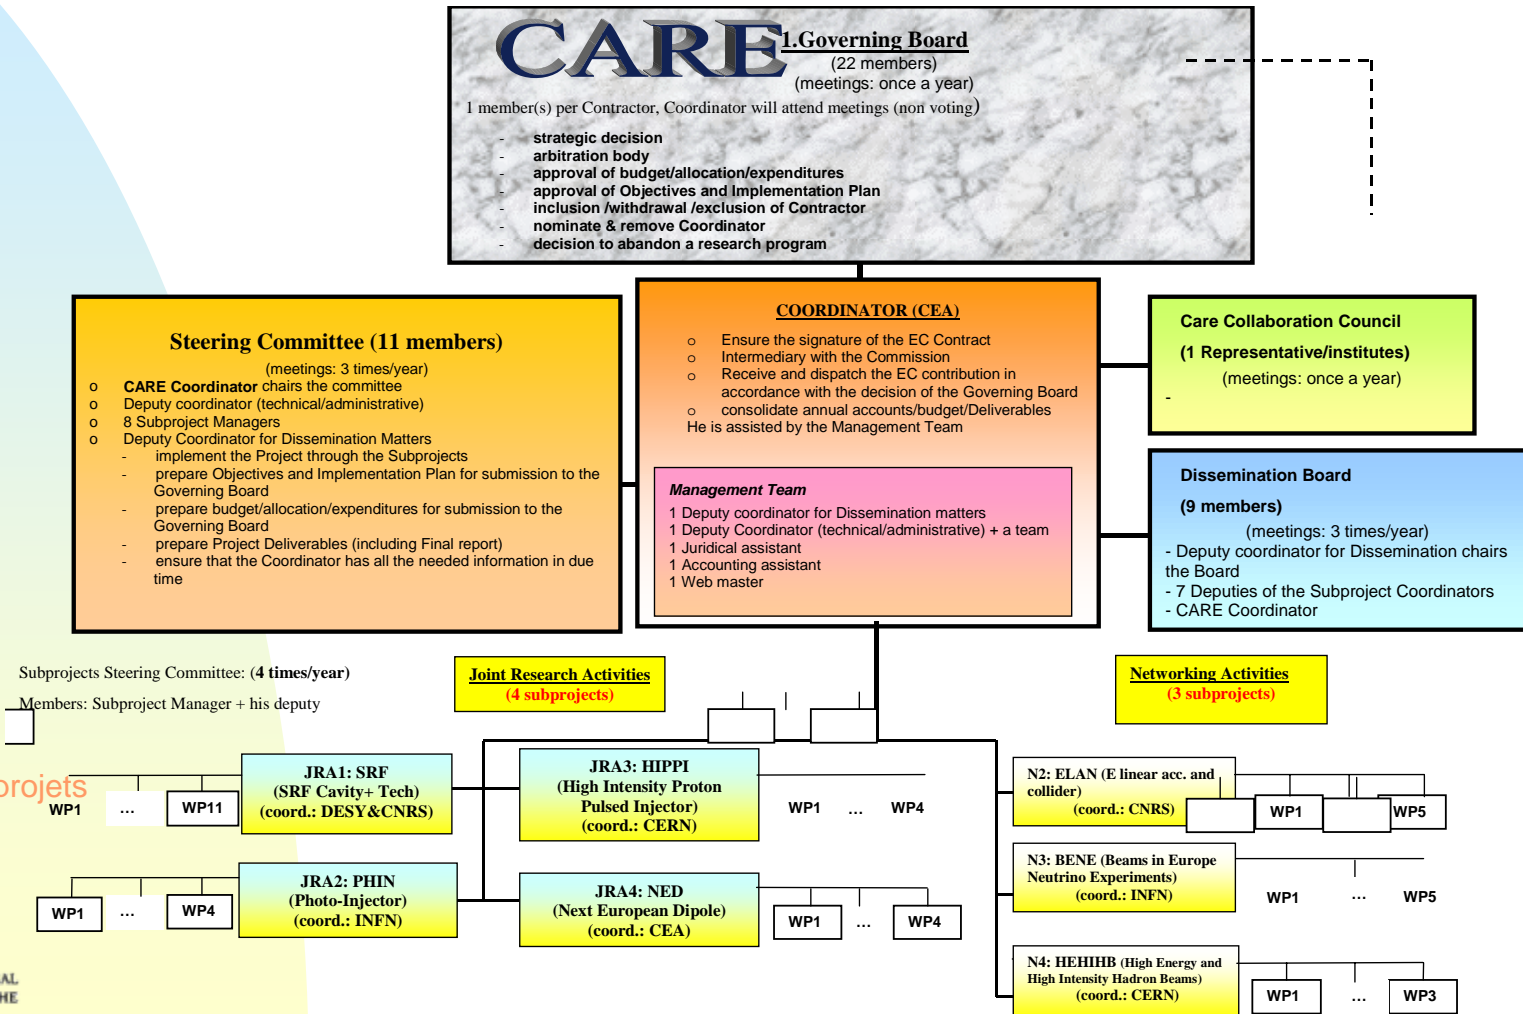 CARE
1.Governing Board
(22 members)
(meetings: once a year)
1 member(s) per Contractor, Coordinator will attend meetings (non voting)
- strategic decision
- arbitration body
- approval of budget/allocation/expenditures
- approval of Objectives and Implementation Plan
- inclusion /withdrawal /exclusion of Contractor
- nominate & remove Coordinator
- decision to abandon a research program
Steering Committee (11 members)
(meetings: 3 times/year)
o CARE Coordinator chairs the committee
o Deputy coordinator (technical/administrative)
o 8 Subproject Managers
o Deputy Coordinator for Dissemination Matters
- implement the Project through the Subprojects
- prepare Objectives and Implementation Plan for submission to the
Governing Board
- prepare budget/allocation/expenditures for submission to the
Governing Board
- prepare Project Deliverables (including Final report)
- ensure that the Coordinator has all the needed information in due
time
COORDINATOR (CEA)
o Ensure the signature of the EC Contract
o Intermediary with the Commission
o Receive and dispatch the EC contribution in
accordance with the decision of the Governing Board
o consolidate annual accounts/budget/Deliverables
He is assisted by the Management Team
Management Team
1 Deputy coordinator for Dissemination matters
1 Deputy Coordinator (technical/administrative) + a team
1 Juridical assistant
1 Accounting assistant
1 Web master
Care Collaboration Council
(1 Representative/institutes)
(meetings: once a year)
-
Dissemination Board
(9 members)
(meetings: 3 times/year)
- Deputy coordinator for Dissemination chairs
the Board
- 7 Deputies of the Subproject Coordinators
- CARE Coordinator
Subprojects Steering Committee: (4 times/year)
Members: Subproject Manager + his deputy
Joint Research Activities
(4 subprojects)
Networking Activities
(3 subprojects)
projets
WP1 ... WP11
JRA1: SRF
(SRF Cavity+ Tech)
(coord.: DESY&CNRS)
JRA3: HIPPI
(High Intensity Proton
Pulsed Injector)
(coord.: CERN)
WP1 ... WP4
N2: ELAN (E linear acc. and
collider)
(coord.: CNRS)
WP1 WP5
WP1 ... WP4
JRA2: PHIN
(Photo-Injector)
(coord.: INFN)
JRA4: NED
(Next European Dipole)
(coord.: CEA)
WP1 ... WP4
N3: BENE (Beams in Europe
Neutrino Experiments)
(coord.: INFN)
WP1 ... WP5
N4: HEHIHB (High Energy and
High Intensity Hadron Beams)
(coord.: CERN)
WP1 ... WP3
AL
HE